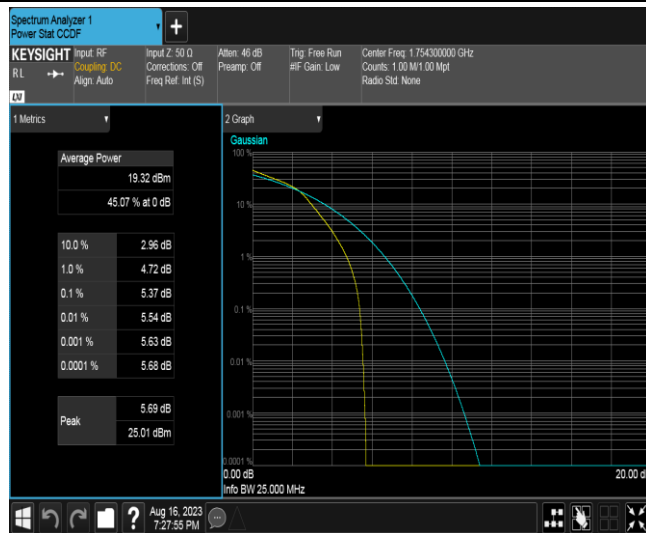 Spectrum Analyzer 1
Power Stat CCDF
+
KEYSIGHT
RL
LXI
Input: RF
Coupling: DC
Align: Auto
Input Z: 50 Ω
Corrections: Off
Freq Ref: Int (S)
Atten: 46 dB
Preamp: Off
Trig: Free Run
#IF Gain: Low
Center Freq: 1.754300000 GHz
Counts: 1.00 M/1.00 Mpt
Radio Std: None
1 Metrics
Average Power
19.32 dBm
45.07 % at 0 dB
10.0 % 2.96 dB
1.0 % 4.72 dB
0.1 % 5.37 dB
0.01 % 5.54 dB
0.001 % 5.63 dB
0.0001 % 5.68 dB
Peak
5.69 dB
25.01 dBm
2 Graph
Gaussian
100 %
10 %
1 %
0.1 %
0.01 %
0.001 %
0.0001 %
0.00 dB
20.00 d
Info BW 25.000 MHz
?
Aug 16, 2023
7:27:55 PM